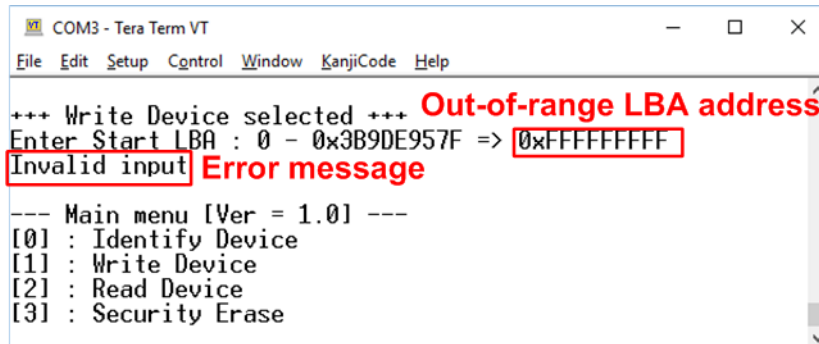 COM3 - Tera Term VT
File Edit Setup Control Window KanjiCode Help
+++ Write Device selected +++ Out-of-range LBA address
Enter Start LBA : 0 - 0x3B9DE957F => 0xFFFFFFFFF
Invalid input Error message
--- Main menu [Ver = 1.0] ---
[0] : Identify Device
[1] : Write Device
[2] : Read Device
[3] : Security Erase